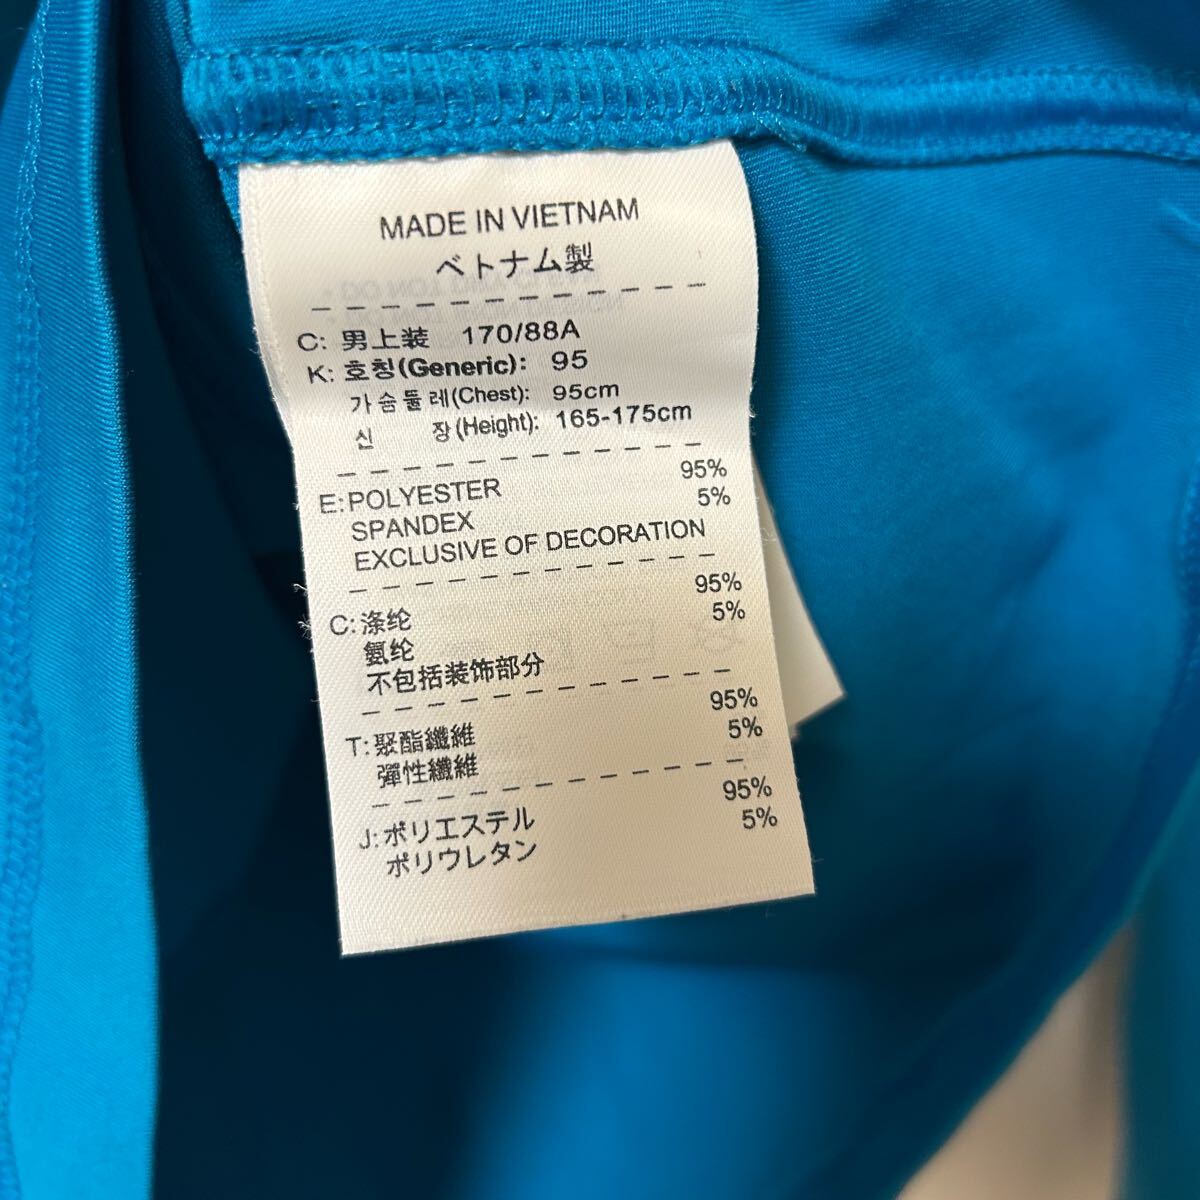 MADE IN VIETNAM
ベトナム製
C: 男上装 170/88A
K: 호칭(Generic): 95
가슴둘레(Chest): 95cm
신 장(Height): 165-175cm
E: POLYESTER 95%
SPANDEX 5%
EXCLUSIVE OF DECORATION
C: 涤纶 95%
氨纶 5%
不包括装饰部分
T: 聚酯纖維 95%
彈性纖維 5%
J: ポリエステル 95%
ポリウレタン 5%